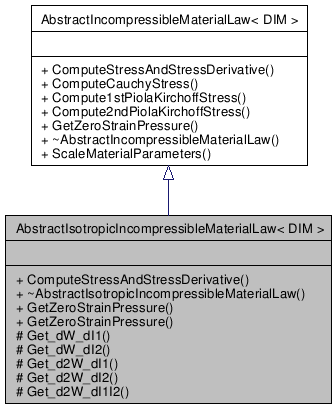 AbstractIncompressibleMaterialLaw< DIM >
+ ComputeStressAndStressDerivative()
+ ComputeCauchyStress()
+ Compute1stPiolaKirchoffStress()
+ Compute2ndPiolaKirchoffStress()
+ GetZeroStrainPressure()
+ ~AbstractIncompressibleMaterialLaw()
+ ScaleMaterialParameters()
AbstractIsotropicIncompressibleMaterialLaw< DIM >
+ ComputeStressAndStressDerivative()
+ ~AbstractIsotropicIncompressibleMaterialLaw()
+ GetZeroStrainPressure()
+ GetZeroStrainPressure()
# Get_dW_dI1()
# Get_dW_dI2()
# Get_d2W_dI1()
# Get_d2W_dI2()
# Get_d2W_dI1I2()